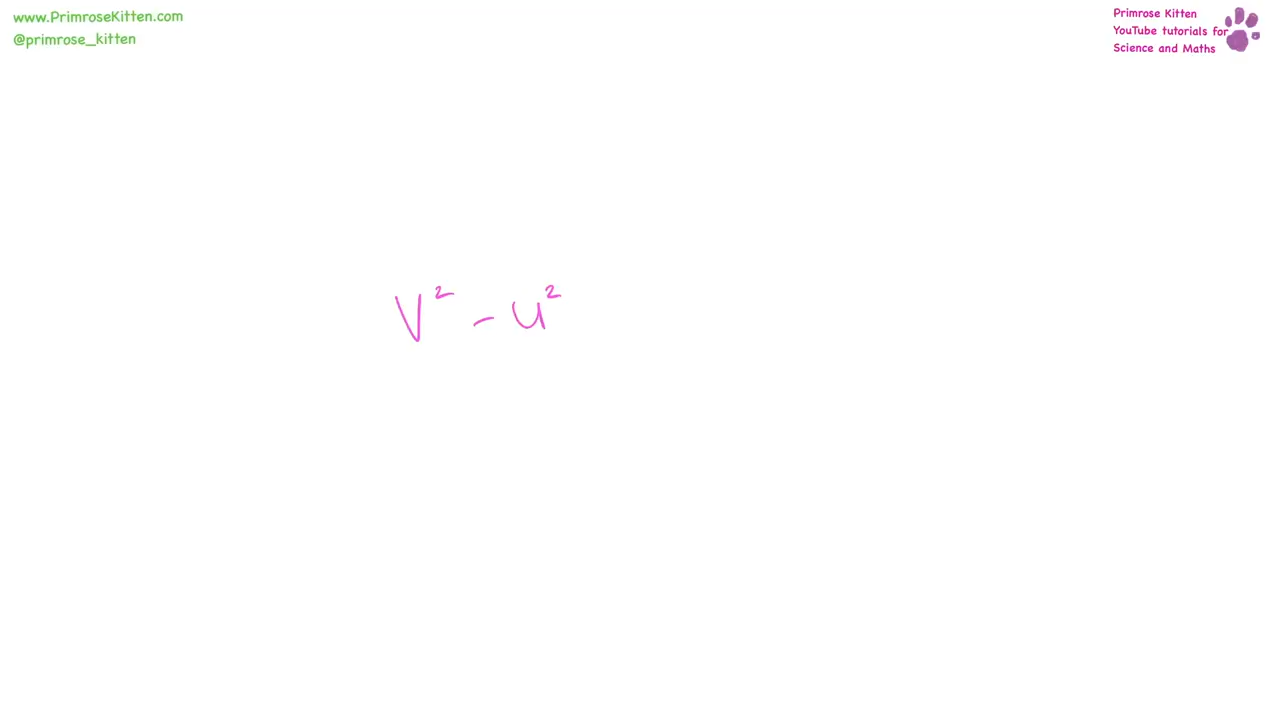 www.PrimroseKitten.com
@primrose_kitten
Primrose Kitten
YouTube tutorials for
Science and Maths
V² - u²